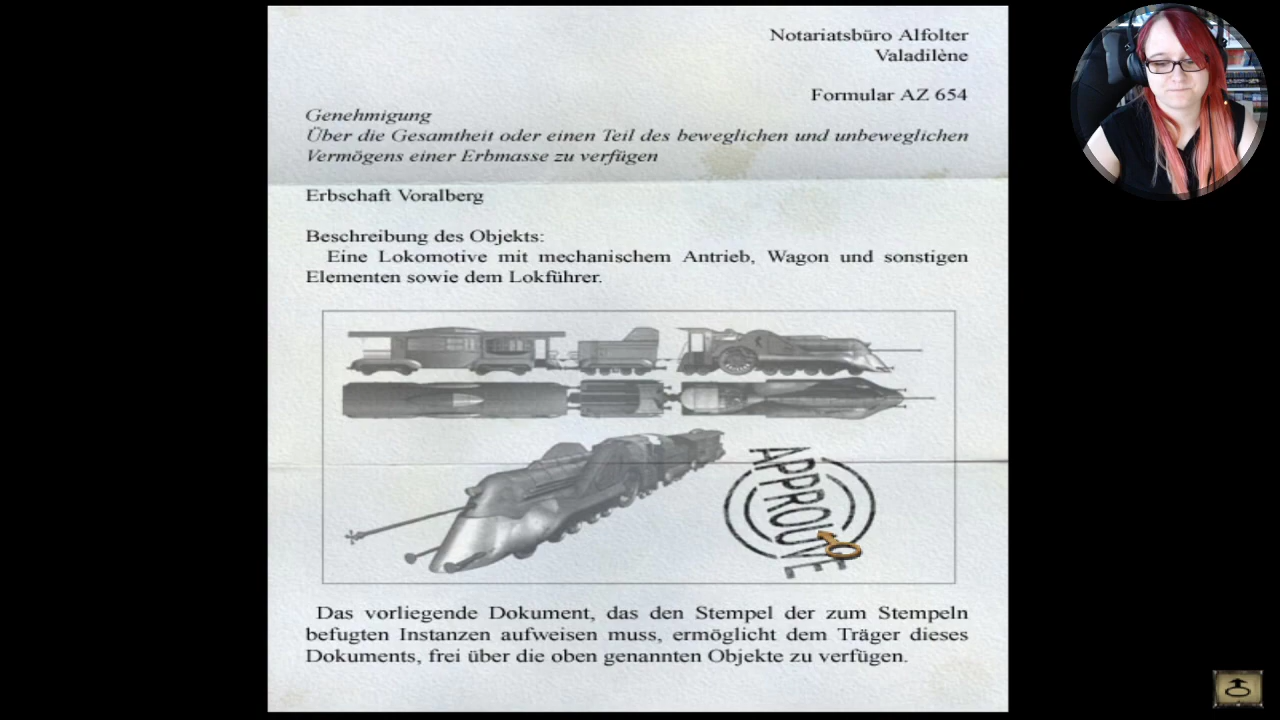 Notariatsbüro Alfolter
Valadilène
Formular AZ 654
Genehmigung
Über die Gesamtheit oder einen Teil des beweglichen und unbeweglichen
Vermögens einer Erbmasse zu verfügen
Erbschaft Voralberg
Beschreibung des Objekts:
Eine Lokomotive mit mechanischem Antrieb, Wagon und sonstigen
Elementen sowie dem Lokführer.
APPROUVE
Das vorliegende Dokument, das den Stempel der zum Stempeln
befugten Instanzen aufweisen muss, ermöglicht dem Träger dieses
Dokuments, frei über die oben genannten Objekte zu verfügen.